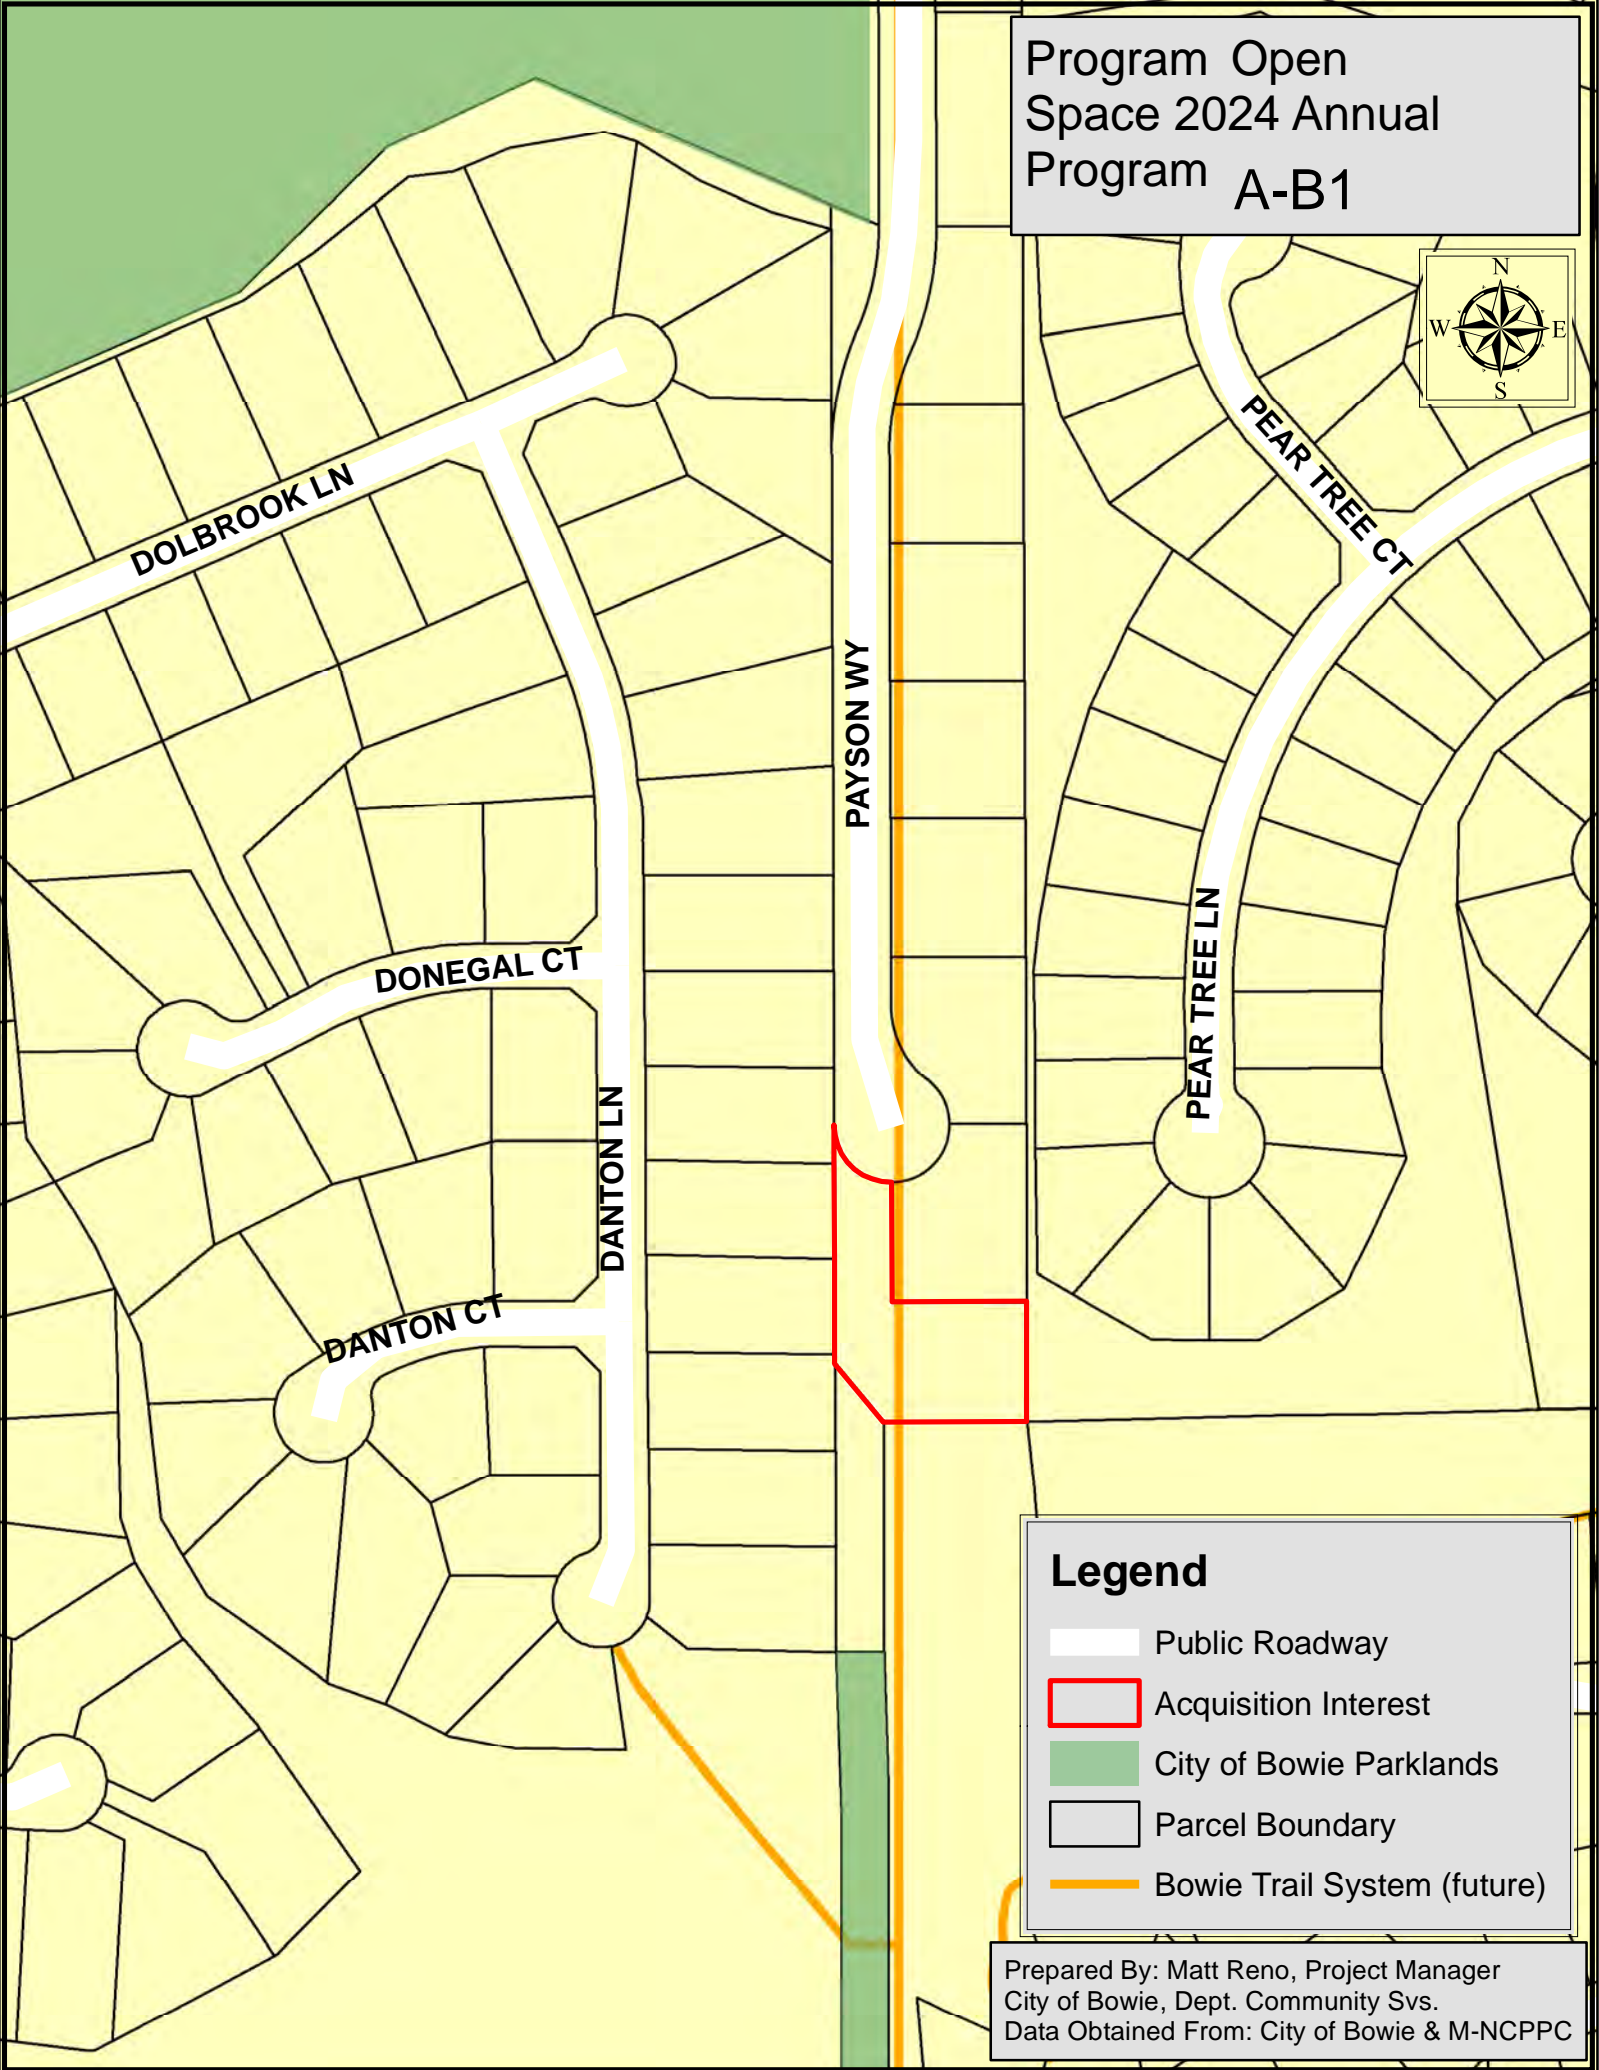 Program Open
Space 2024 Annual
Program A-B1
N
W E
S
PEAR TREE CT
DOLBROOK LN
PAYSON WY
PEAR TREE LN
DONEGAL CT
DANTON LN
DANTON CT
Legend
Public Roadway
Acquisition Interest
City of Bowie Parklands
Parcel Boundary
Bowie Trail System (future)
Prepared By: Matt Reno, Project Manager
City of Bowie, Dept. Community Svs.
Data Obtained From: City of Bowie & M-NCPPC